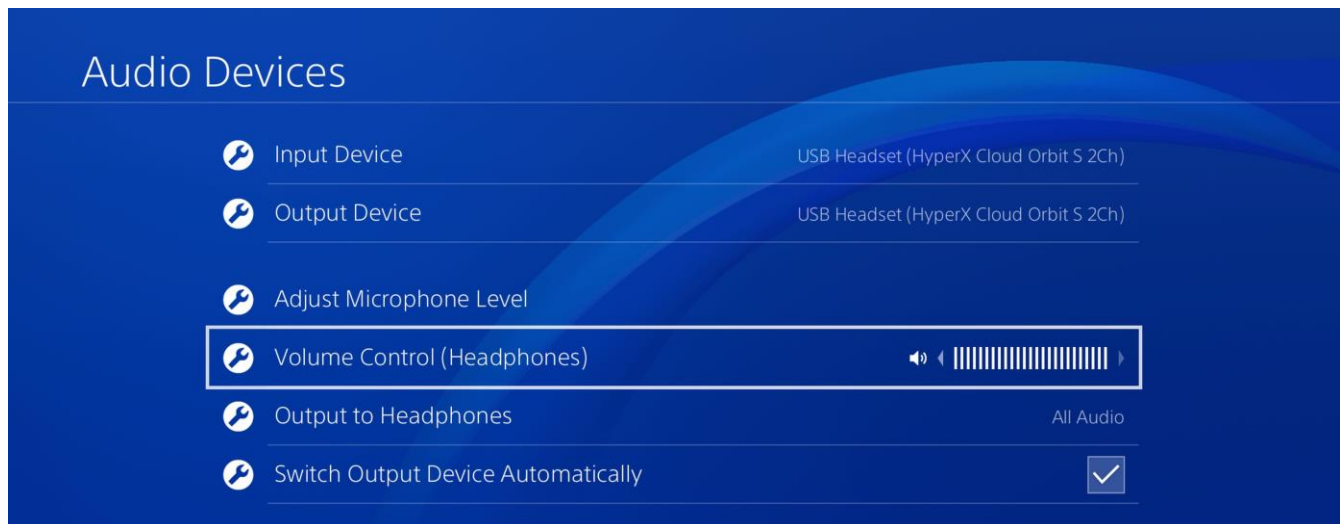 Audio Devices
Input Device USB Headset (HyperX Cloud Orbit S 2Ch)
Output Device USB Headset (HyperX Cloud Orbit S 2Ch)
Adjust Microphone Level
Volume Control (Headphones)
Output to Headphones All Audio
Switch Output Device Automatically